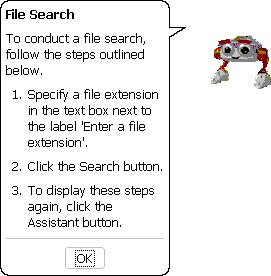 File Search
To conduct a file search,
follow the steps outlined
below.
1. Specify a file extension
in the text box next to
the label 'Enter a file
extension'.
2. Click the Search button.
3. To display these steps
again, click the
Assistant button.
OK